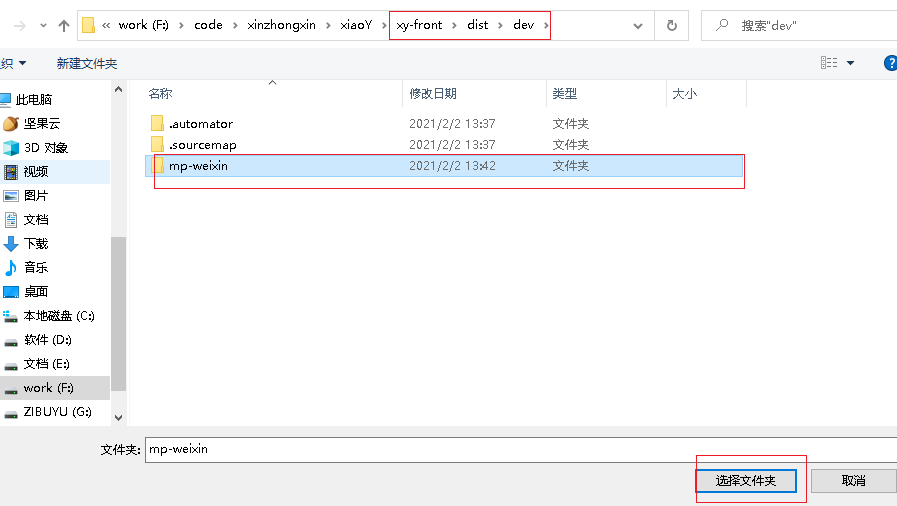 « work (F:) > code > xinzhongxin > xiaoY > xy-front > dist > dev >
搜索"dev"
织 新建文件夹
名称 修改日期 类型 大小
.automator 2021/2/2 13:37 文件夹
.sourcemap 2021/2/2 13:37 文件夹
mp-weixin 2021/2/2 13:42 文件夹
此电脑
坚果云
3D 对象
视频
图片
文档
下载
音乐
桌面
本地磁盘 (C:)
软件 (D:)
文档 (E:)
work (F:)
ZIBUYU (G:)
文件夹: mp-weixin
选择文件夹 取消